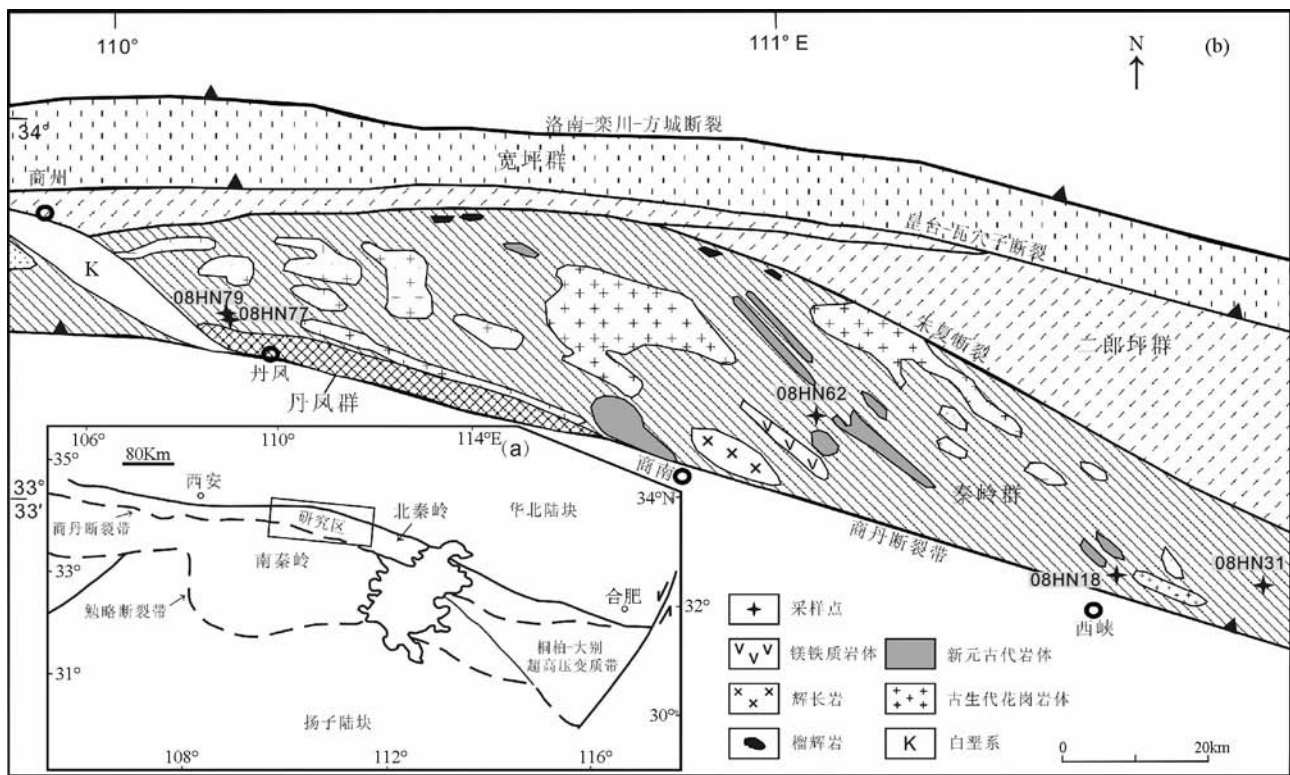 110°
111° E
N
(b)
34°
洛南-栾川-方城断裂
宽坪群
商州
皇台-瓦穴子断裂
K
08HN79
08HN77
朱夏断裂
二郎坪群
丹凤
丹凤群
08HN62
商南
秦岭群
商丹断裂带
08HN31
08HN18
西峡
33°
33′
106°
110°
114°E
(a)
80Km
35°
西安
34°N
商丹断裂带
研究区
北秦岭
华北陆块
南秦岭
33°
勉略断裂带
合肥
32°
桐柏-大别
超高压变质带
31°
30°
扬子陆块
108°
112°
116°
采样点
镁铁质岩体
新元古代岩体
辉长岩
古生代花岗岩体
榴辉岩
K
白垩系
0
20km